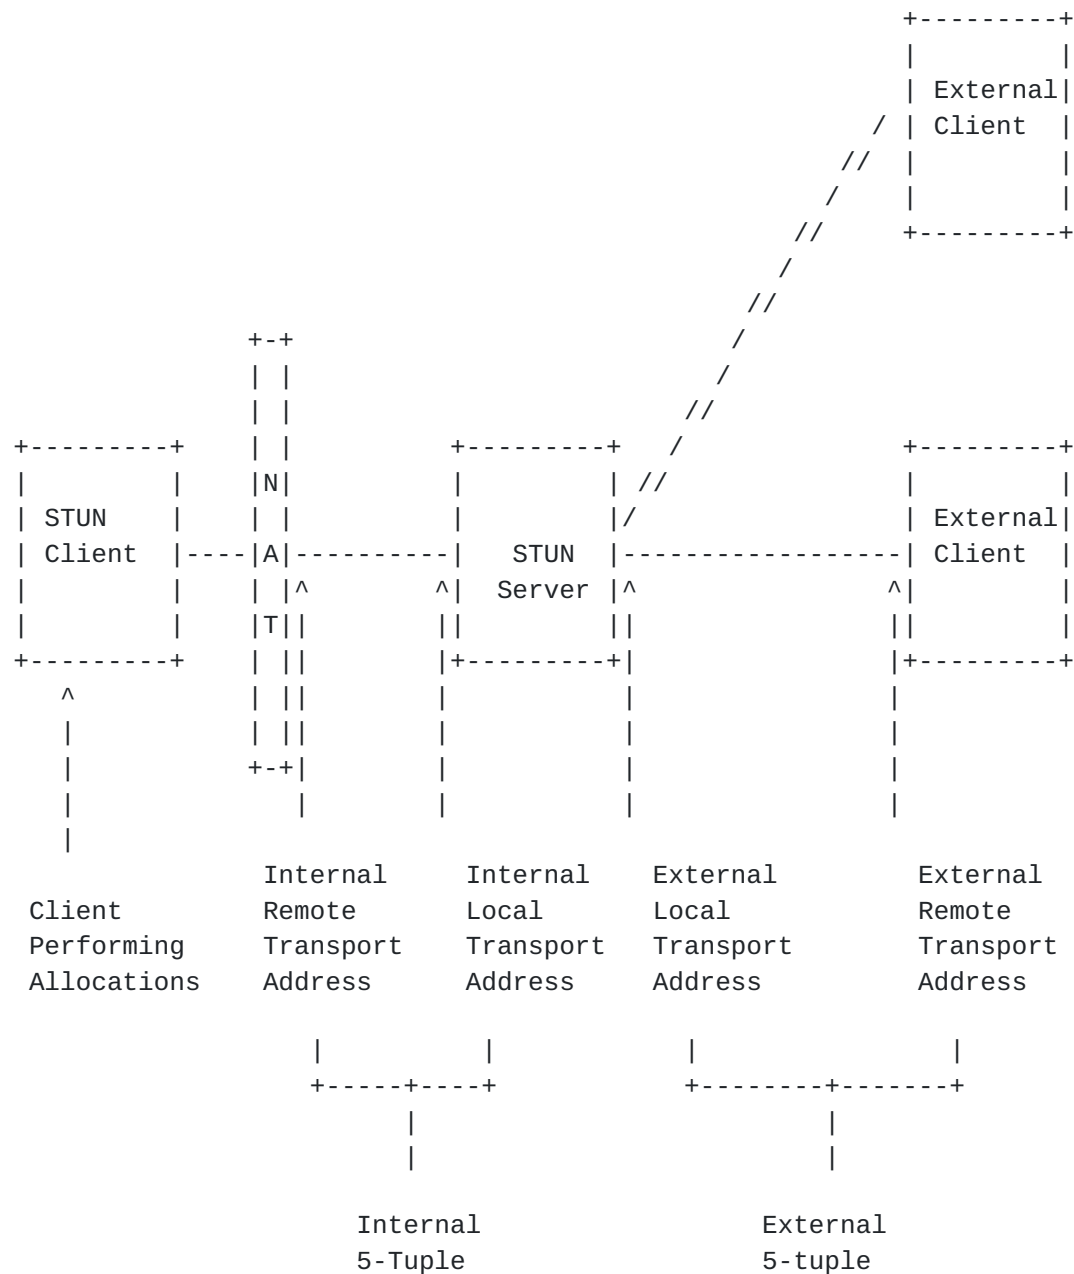 External
Client
N
A
T
STUN
Client
STUN
Server
External
Client
Client
Performing
Allocations
Internal
Remote
Transport
Address
Internal
Local
Transport
Address
External
Local
Transport
Address
External
Remote
Transport
Address
Internal
5-Tuple
External
5-tuple